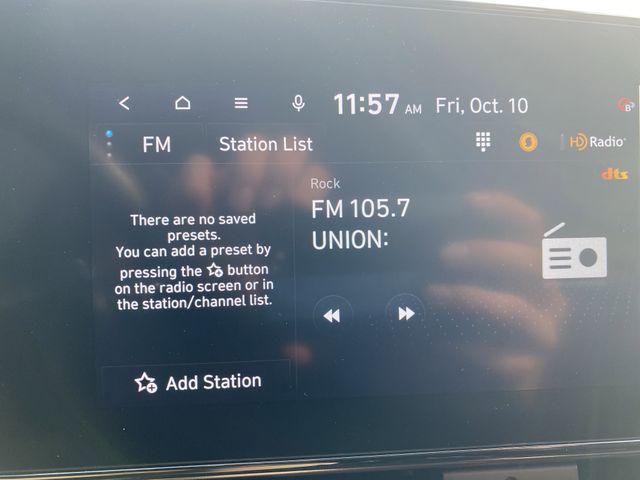 11:57 AM Fri, Oct. 10
B
FM Station List
HD Radio
dts
Rock
FM 105.7
UNION:
There are no saved
presets.
You can add a preset by
pressing the button
on the radio screen or in
the station/channel list.
Add Station